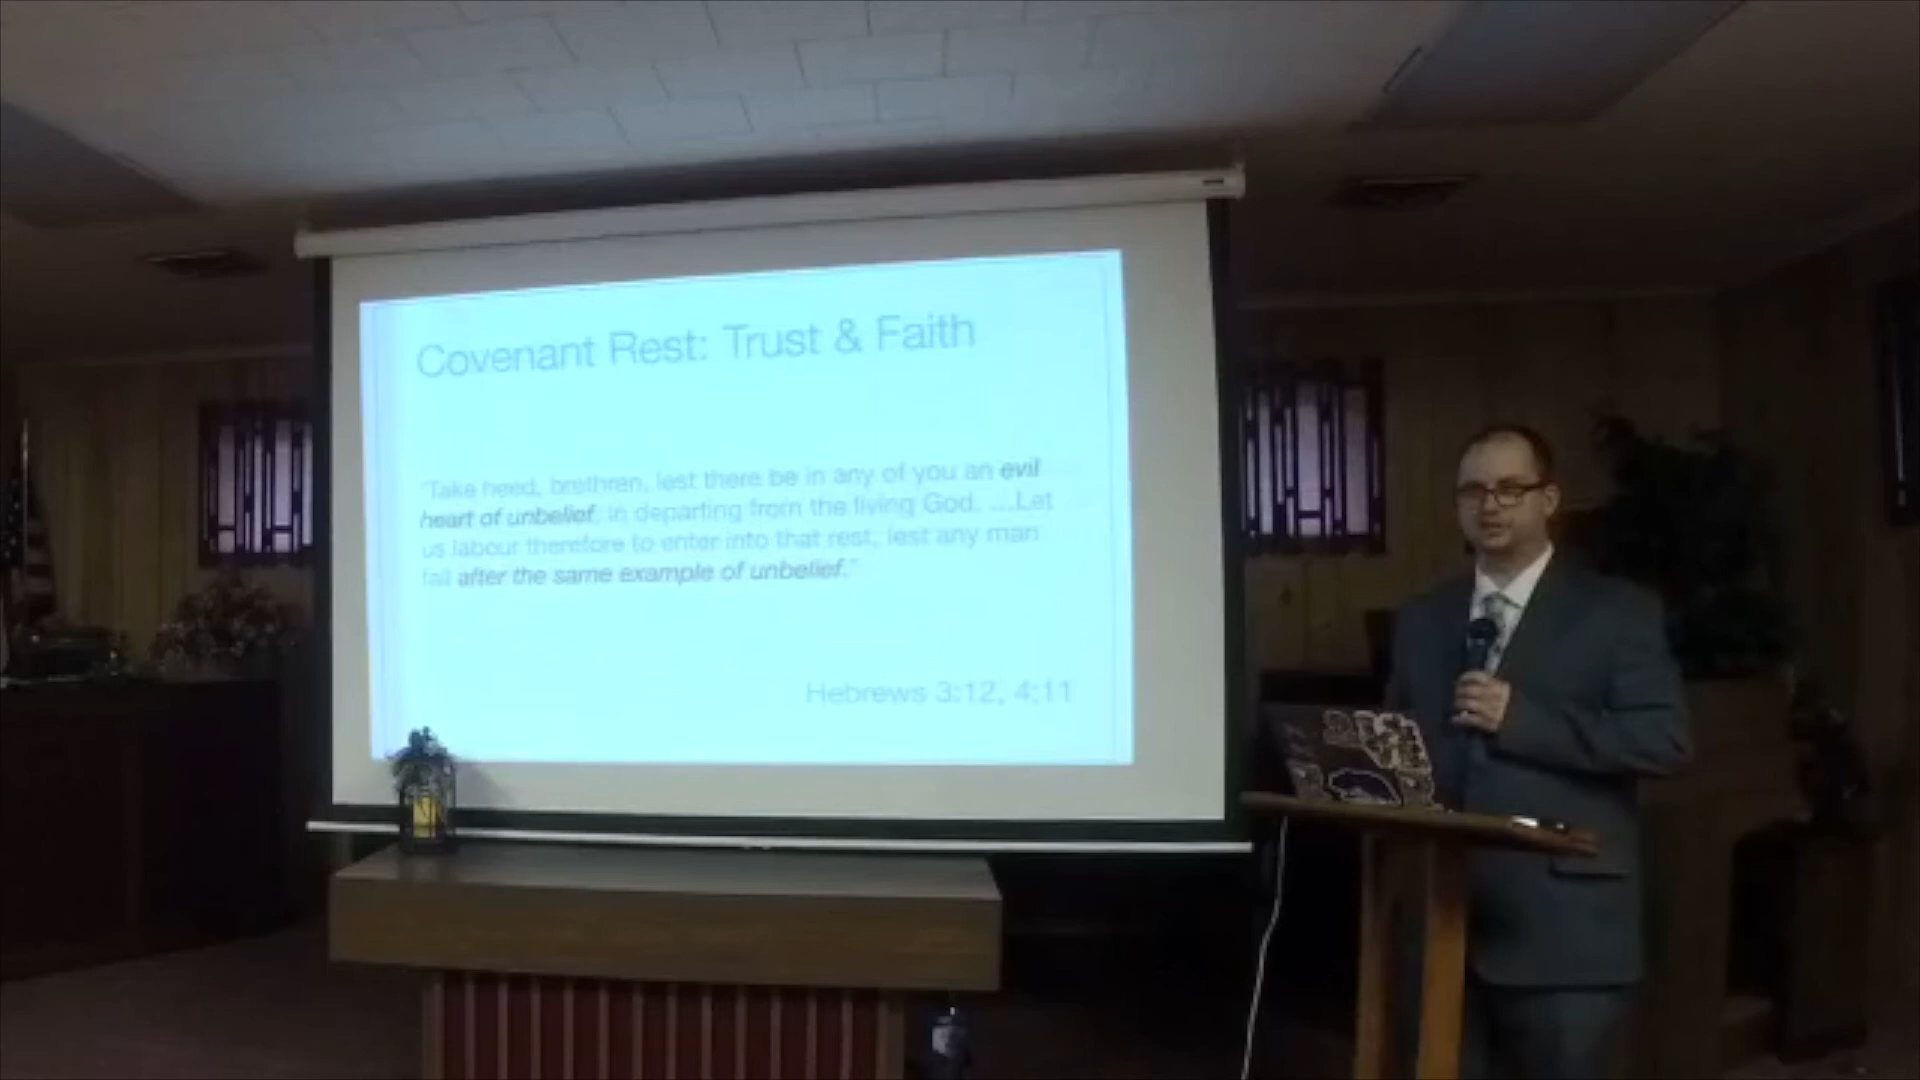 Covenant Rest: Trust & Faith
"Take heed, brethren, lest there be in any of you an evil
heart of unbelief, in departing from the living God. ...Let
us labour therefore to enter into that rest, lest any man
fall after the same example of unbelief."
Hebrews 3:12, 4:11